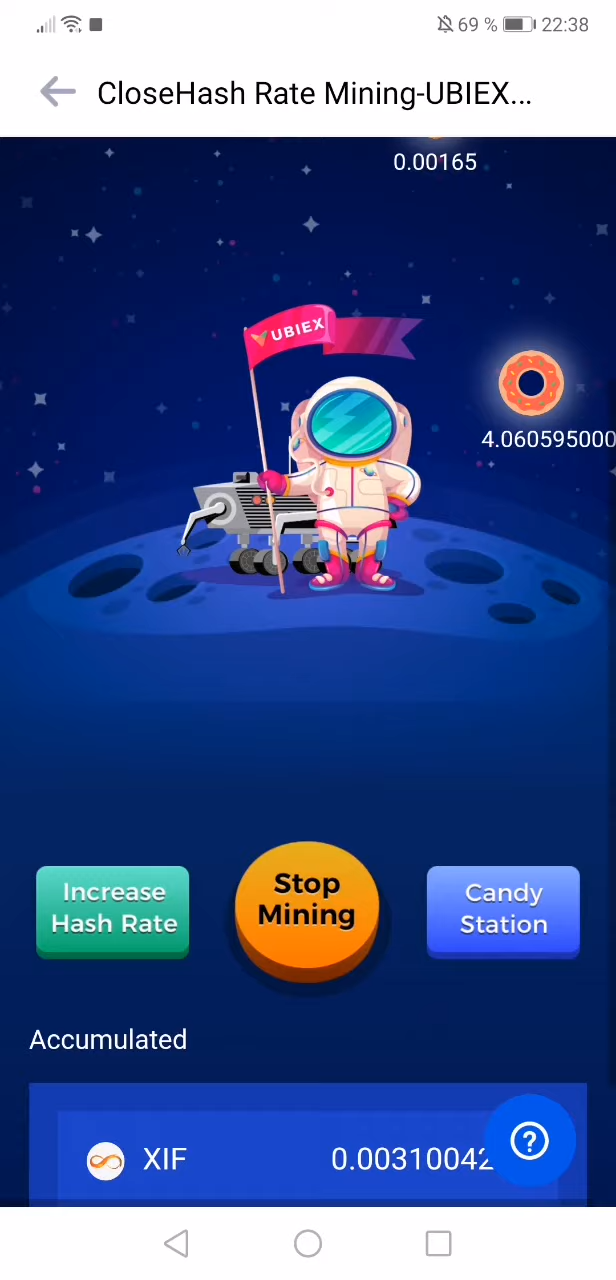 69 % 22:38
CloseHash Rate Mining-UBIEX...
0.00165
UBIEX
4.060595000
Increase
Hash Rate
Stop
Mining
Candy
Station
Accumulated
XIF 0.00310042
?